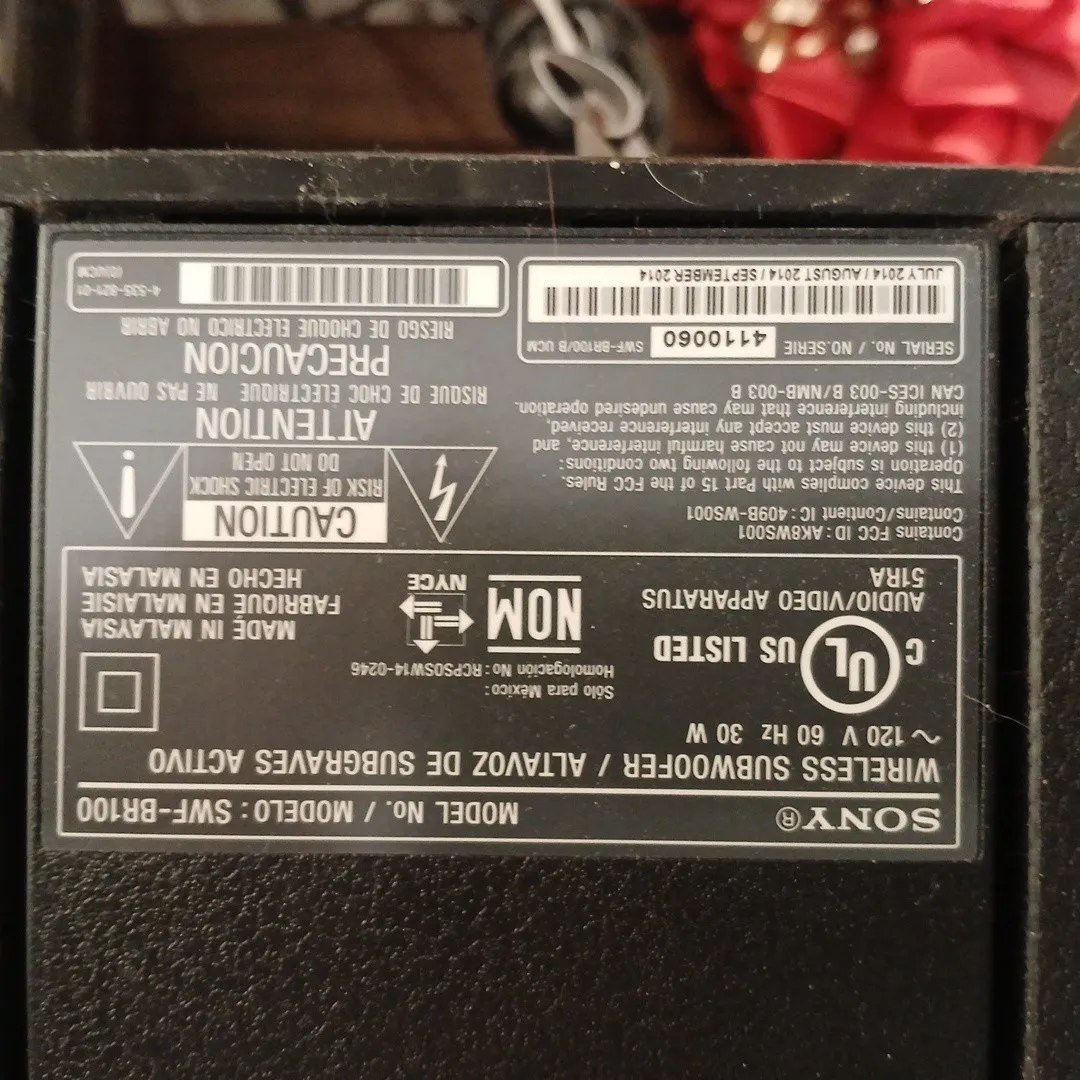 SONY® MODEL No. / MODELO : SWF-BR100
WIRELESS SUBWOOFER / ALTAVOZ DE SUBGRAVES ACTIVO
~ 120 V 60 Hz 30 W
C UL US LISTED
AUDIO/VIDEO APPARATUS
51RA
Sólo para México:
Homologación No : RCPSOSW14-0246
NOM
NYCE
MADE IN MALAYSIA
FABRIQUÉ EN MALAISIE
HECHO EN MALASIA
Contains FCC ID : AK8WS001
Contains/Contient IC : 409B-WS001
This device complies with Part 15 of the FCC Rules.
Operation is subject to the following two conditions:
(1) this device may not cause harmful interference, and
(2) this device must accept any interference received,
including interference that may cause undesired operation.
CAN ICES-003 B/NMB-003 B
CAUTION
RISK OF ELECTRIC SHOCK
DO NOT OPEN
ATTENTION
RISQUE DE CHOC ELECTRIQUE NE PAS OUVRIR
PRECAUCION
RIESGO DE CHOQUE ELECTRICO NO ABRIR
SERIAL No. / NO.SERIE 4110060 SWF-BR100/B UCM
JULY 2014 / AUGUST 2014 / SEPTEMBER 2014
4-535-821-01
(0)UCM